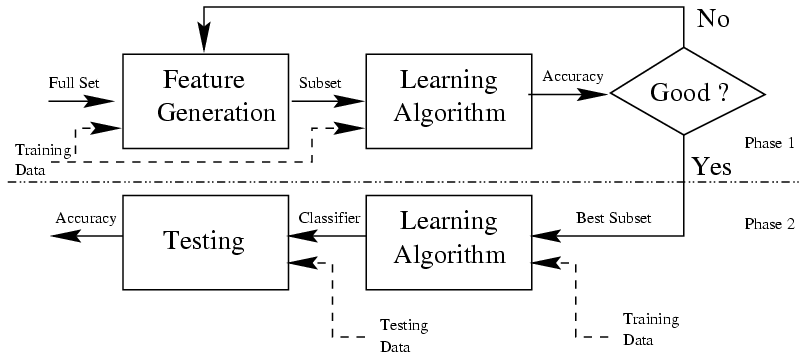 No
Full Set
Feature
Generation
Subset
Learning
Algorithm
Accuracy
Good ?
Training
Data
Phase 1
Yes
Accuracy
Testing
Classifier
Learning
Algorithm
Best Subset
Phase 2
Testing
Data
Training
Data